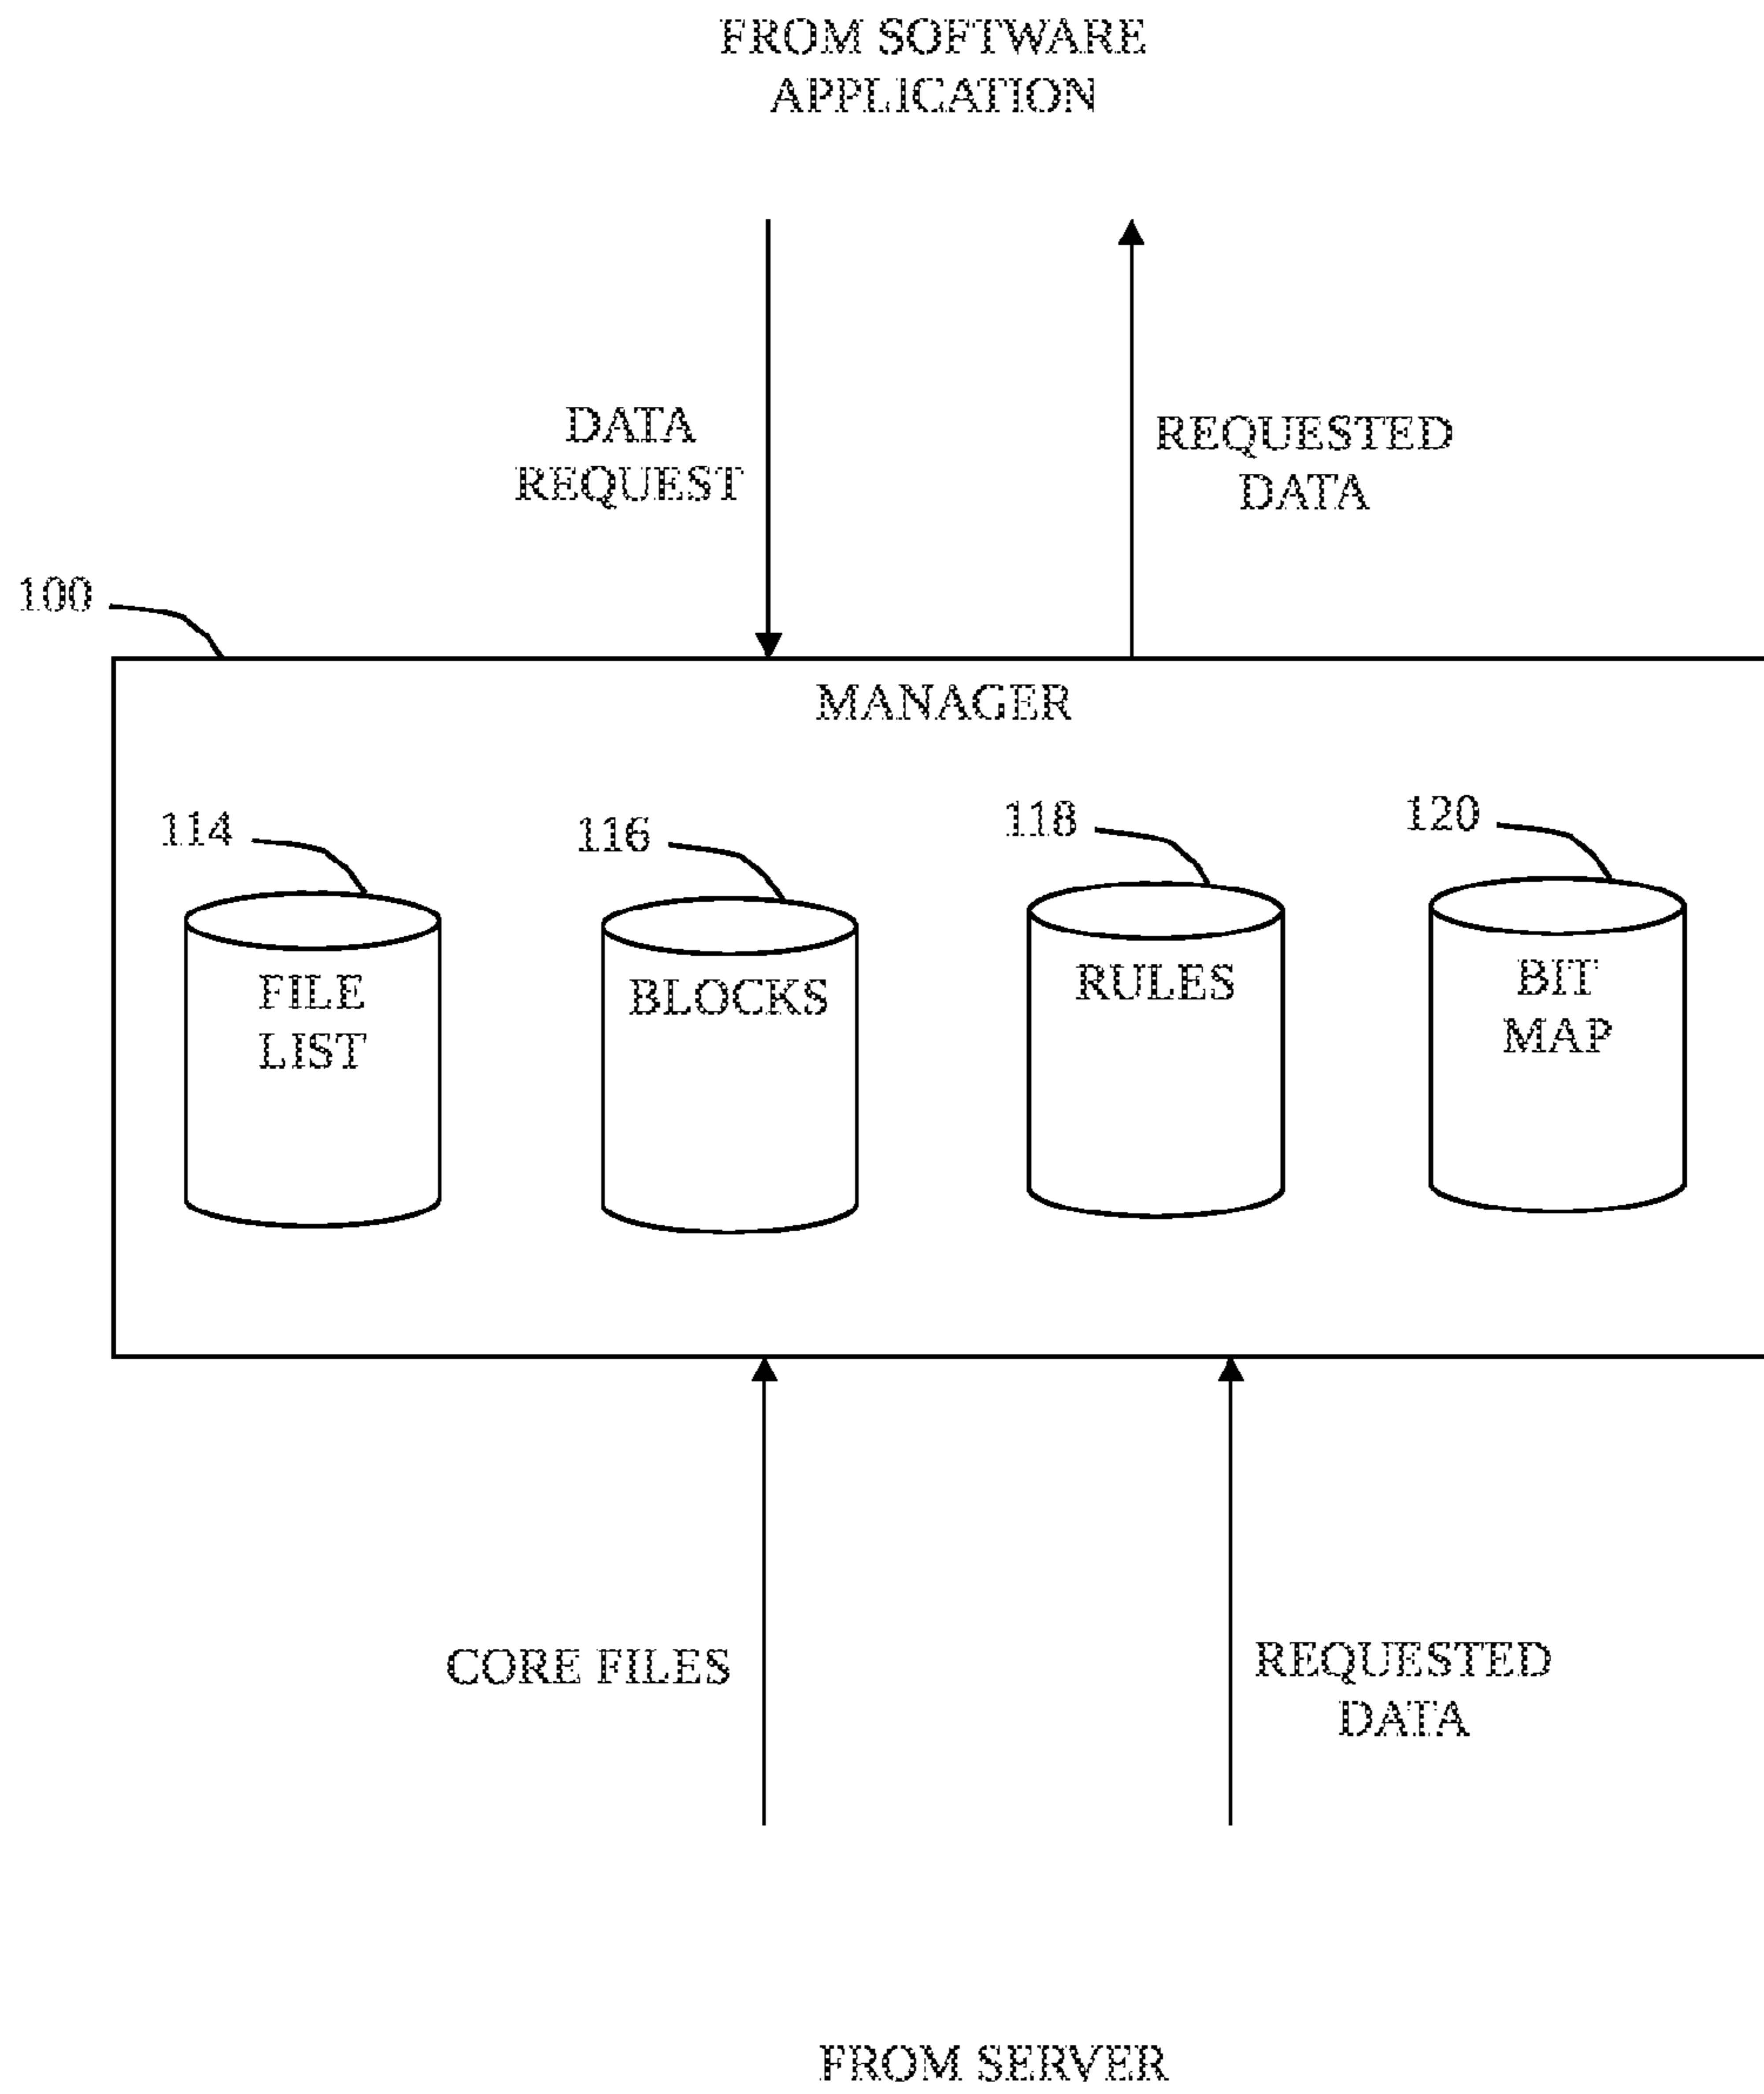 FROM SOFTWARE
APPLICATION
DATA
REQUEST
REQUESTED
DATA
100
MANAGER
114
116
118
120
FILE
LIST
BLOCKS
RULES
BIT
MAP
CORE FILES
REQUESTED
DATA
FROM SERVER